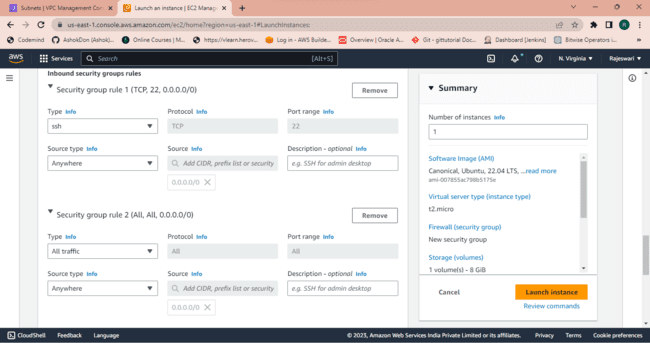 Subnets | VPC Management Con
Launch an instance | EC2 Manag
us-east-1.console.aws.amazon.com/ec2/home?region=us-east-1#LaunchInstances:
Codemind
AshokDon (Ashok)...
Online Courses | M...
https://vlearn.herov...
Log in - AWS Builde...
Overview | Oracle A...
Git - gittutorial Doc...
Dashboard [Jenkins]
Bitwise Operators i...
aws
Services
Search
[Alt+S]
N. Virginia
Rajeswari
Inbound security groups rules
Security group rule 1 (TCP, 22, 0.0.0.0/0)
Remove
Type Info
Protocol Info
Port range Info
ssh
TCP
22
Source type Info
Source Info
Description - optional Info
Anywhere
Add CIDR, prefix list or security
e.g. SSH for admin desktop
0.0.0.0/0
Security group rule 2 (All, All, 0.0.0.0/0)
Remove
Type Info
Protocol Info
Port range Info
All traffic
All
All
Source type Info
Source Info
Description - optional Info
Anywhere
Add CIDR, prefix list or security
e.g. SSH for admin desktop
0.0.0.0/0
Summary
Number of instances Info
1
Software Image (AMI)
Canonical, Ubuntu, 22.04 LTS, ...read more
ami-007855ac798b5175e
Virtual server type (instance type)
t2.micro
Firewall (security group)
New security group
Storage (volumes)
1 volume(s) - 8 GiB
Cancel
Launch instance
Review commands
CloudShell
Feedback
Language
© 2023, Amazon Web Services India Private Limited or its affiliates.
Privacy
Terms
Cookie preferences